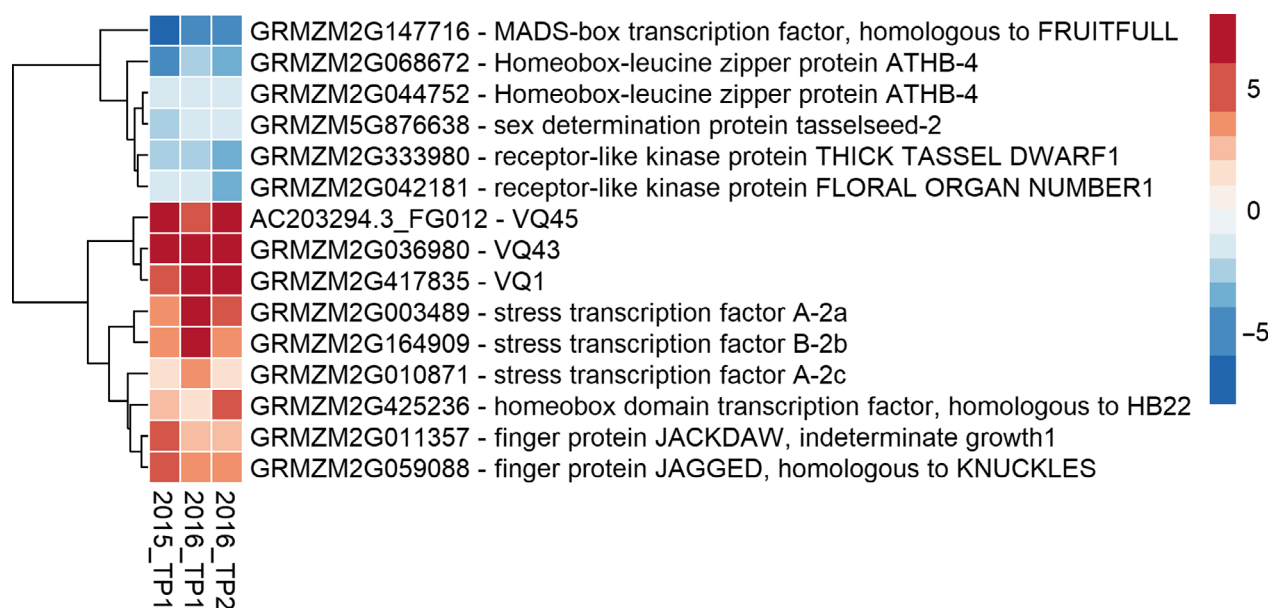 GRMZM2G147716 - MADS-box transcription factor, homologous to FRUITFULL
GRMZM2G068672 - Homeobox-leucine zipper protein ATHB-4
GRMZM2G044752 - Homeobox-leucine zipper protein ATHB-4
GRMZM5G876638 - sex determination protein tasselseed-2
GRMZM2G333980 - receptor-like kinase protein THICK TASSEL DWARF1
GRMZM2G042181 - receptor-like kinase protein FLORAL ORGAN NUMBER1
AC203294.3_FG012 - VQ45
GRMZM2G036980 - VQ43
GRMZM2G417835 - VQ1
GRMZM2G003489 - stress transcription factor A-2a
GRMZM2G164909 - stress transcription factor B-2b
GRMZM2G010871 - stress transcription factor A-2c
GRMZM2G425236 - homeobox domain transcription factor, homologous to HB22
GRMZM2G011357 - finger protein JACKDAW, indeterminate growth1
GRMZM2G059088 - finger protein JAGGED, homologous to KNUCKLES
2015_TP1
2016_TP1
2016_TP2
5
0
−5